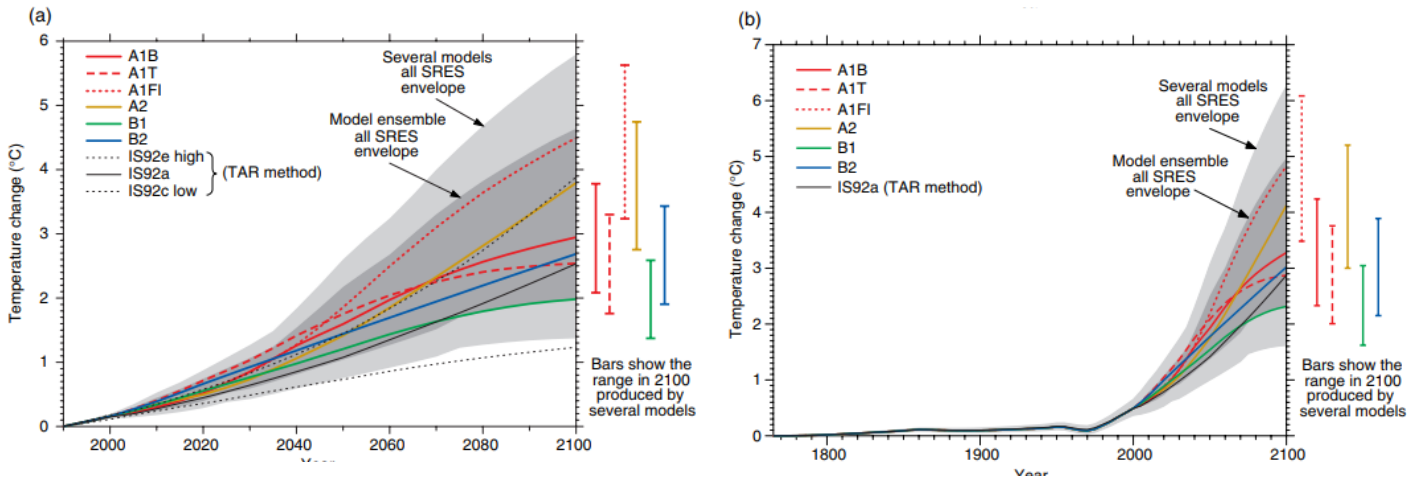 (a)
6
5
4
3
2
1
0
Temperature change (°C)
A1B
A1T
A1FI
A2
B1
B2
IS92e high
IS92a (TAR method)
IS92c low
Several models
all SRES
envelope
Model ensemble
all SRES
envelope
2000 2020 2040 2060 2080 2100
Year
Bars show the
range in 2100
produced by
several models
(b)
7
6
5
4
3
2
1
0
Temperature change (°C)
A1B
A1T
A1FI
A2
B1
B2
IS92a (TAR method)
Several models
all SRES
envelope
Model ensemble
all SRES
envelope
1800 1900 2000 2100
Year
Bars show the
range in 2100
produced by
several models